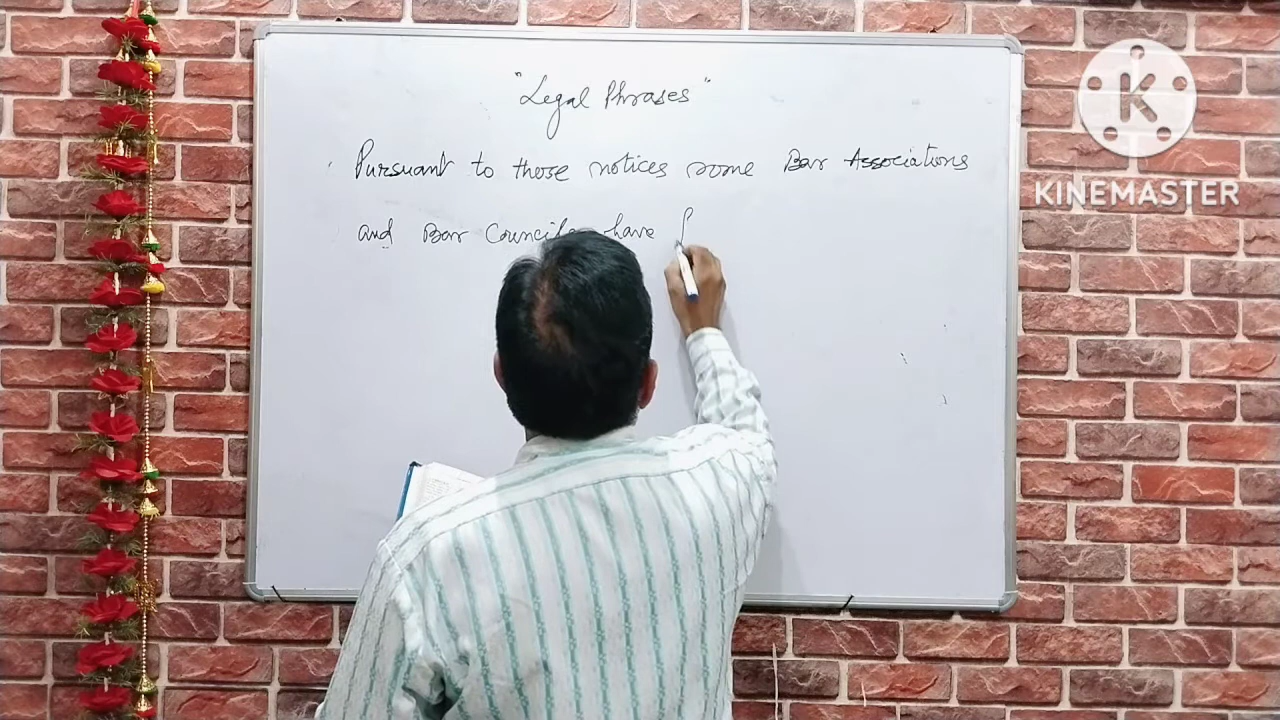 "Legal Phrases"
Pursuant to those notices some Bar Associations
and Bar Councils have
K
KINEMASTER